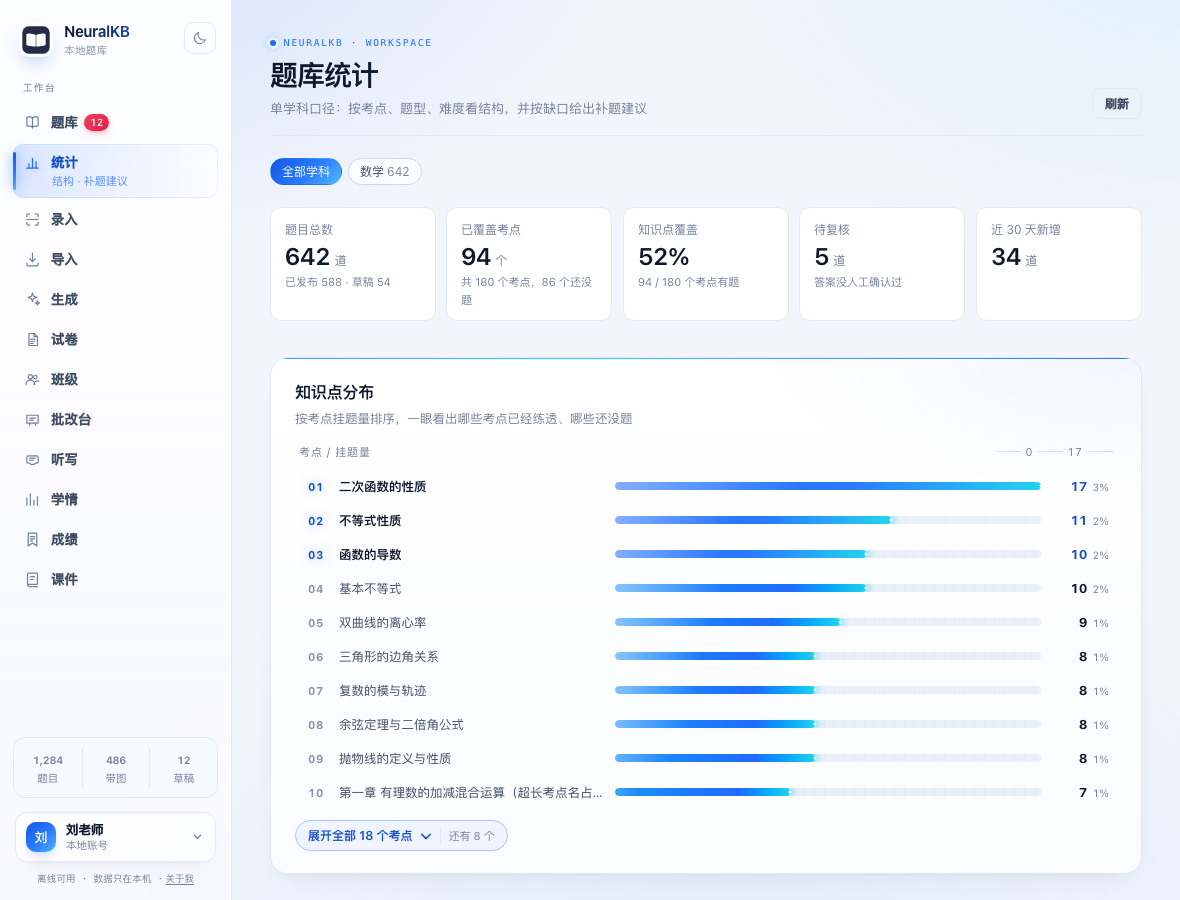 NeuralKB
本地题库
工作台
题库 12
统计
结构 · 补题建议
录入
导入
生成
试卷
班级
批改台
听写
学情
成绩
课件
1,284 486 12
题目 带图 草稿
刘 刘老师
本地账号
离线可用 · 数据只在本机 · 关于我
NEURALKB · WORKSPACE
题库统计
单学科口径：按考点、题型、难度看结构，并按缺口给出补题建议
刷新
全部学科 数学 642
题目总数
642 道
已发布 588 · 草稿 54
已覆盖考点
94 个
共 180 个考点，86 个还没
题
知识点覆盖
52%
94 / 180 个考点有题
待复核
5 道
答案没人工确认过
近 30 天新增
34 道
知识点分布
按考点挂题量排序，一眼看出哪些考点已经练透、哪些还没题
考点 / 挂题量 0 17
01 二次函数的性质 17 3%
02 不等式性质 11 2%
03 函数的导数 10 2%
04 基本不等式 10 2%
05 双曲线的离心率 9 1%
06 三角形的边角关系 8 1%
07 复数的模与轨迹 8 1%
08 余弦定理与二倍角公式 8 1%
09 抛物线的定义与性质 8 1%
10 第一章 有理数的加减混合运算（超长考点名占... 7 1%
展开全部 18 个考点 还有 8 个